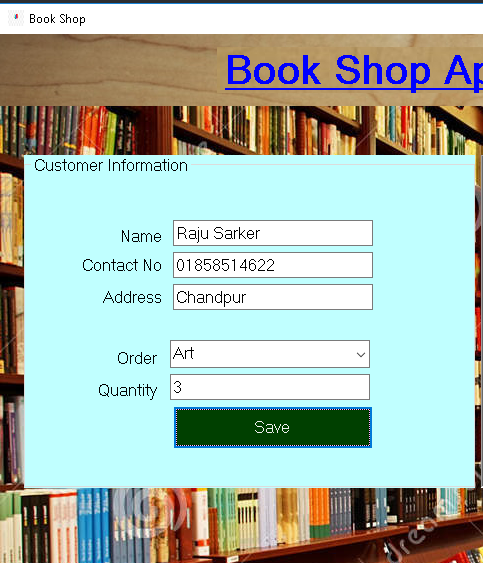 Book Shop
Book Shop Ap
Customer Information
Name Raju Sarker
Contact No 01858514622
Address Chandpur
Order Art
Quantity 3
Save